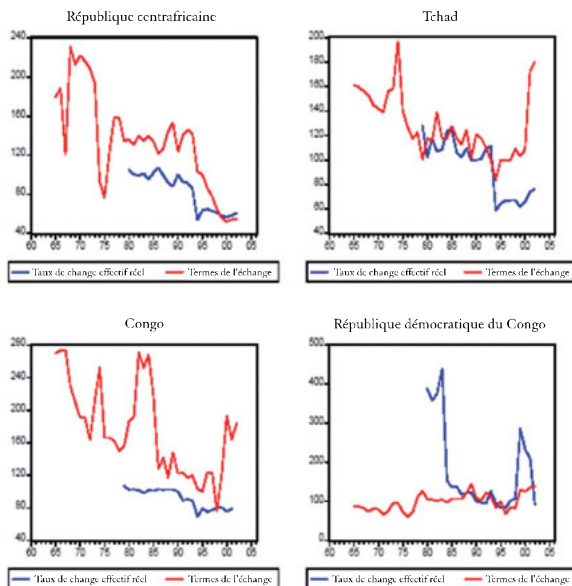 République centrafricaine
Tchad
240
200
160
120
80
40
60 65 70 75 80 85 90 95 00 05
200
180
160
140
120
100
80
60
40
60 65 70 75 80 85 90 95 00 05
Taux de change effectif réel
Termes de l'échange
Taux de change effectif réel
Termes de l'échange
Congo
République démocratique du Congo
280
240
200
160
120
80
40
60 65 70 75 80 85 90 95 00 05
500
400
300
200
100
0
60 65 70 75 80 85 90 95 00 05
Taux de change effectif réel
Termes de l'échange
Taux de change effectif réel
Termes de l'échange